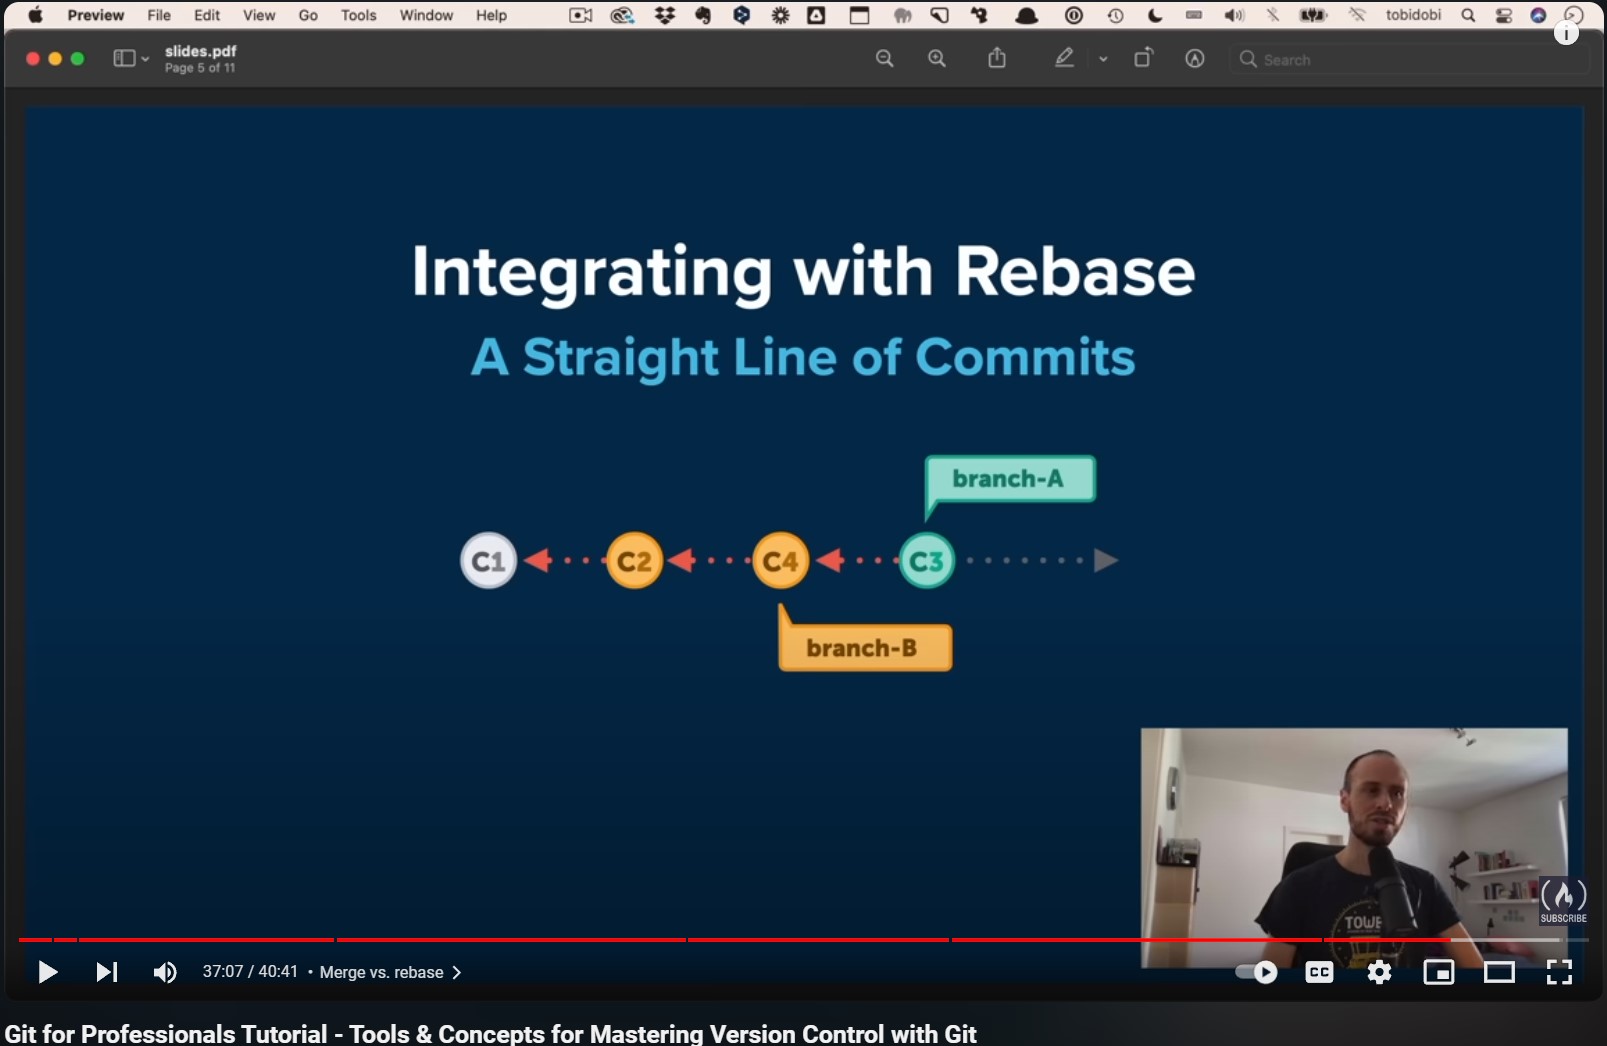 Preview File Edit View Go Tools Window Help tobidobi
slides.pdf
Page 5 of 11
Search
Integrating with Rebase
A Straight Line of Commits
branch-A
C1 C2 C4 C3
branch-B
TOWE
SUBSCRIBE
37:07 / 40:41 • Merge vs. rebase
CC
Git for Professionals Tutorial - Tools & Concepts for Mastering Version Control with Git